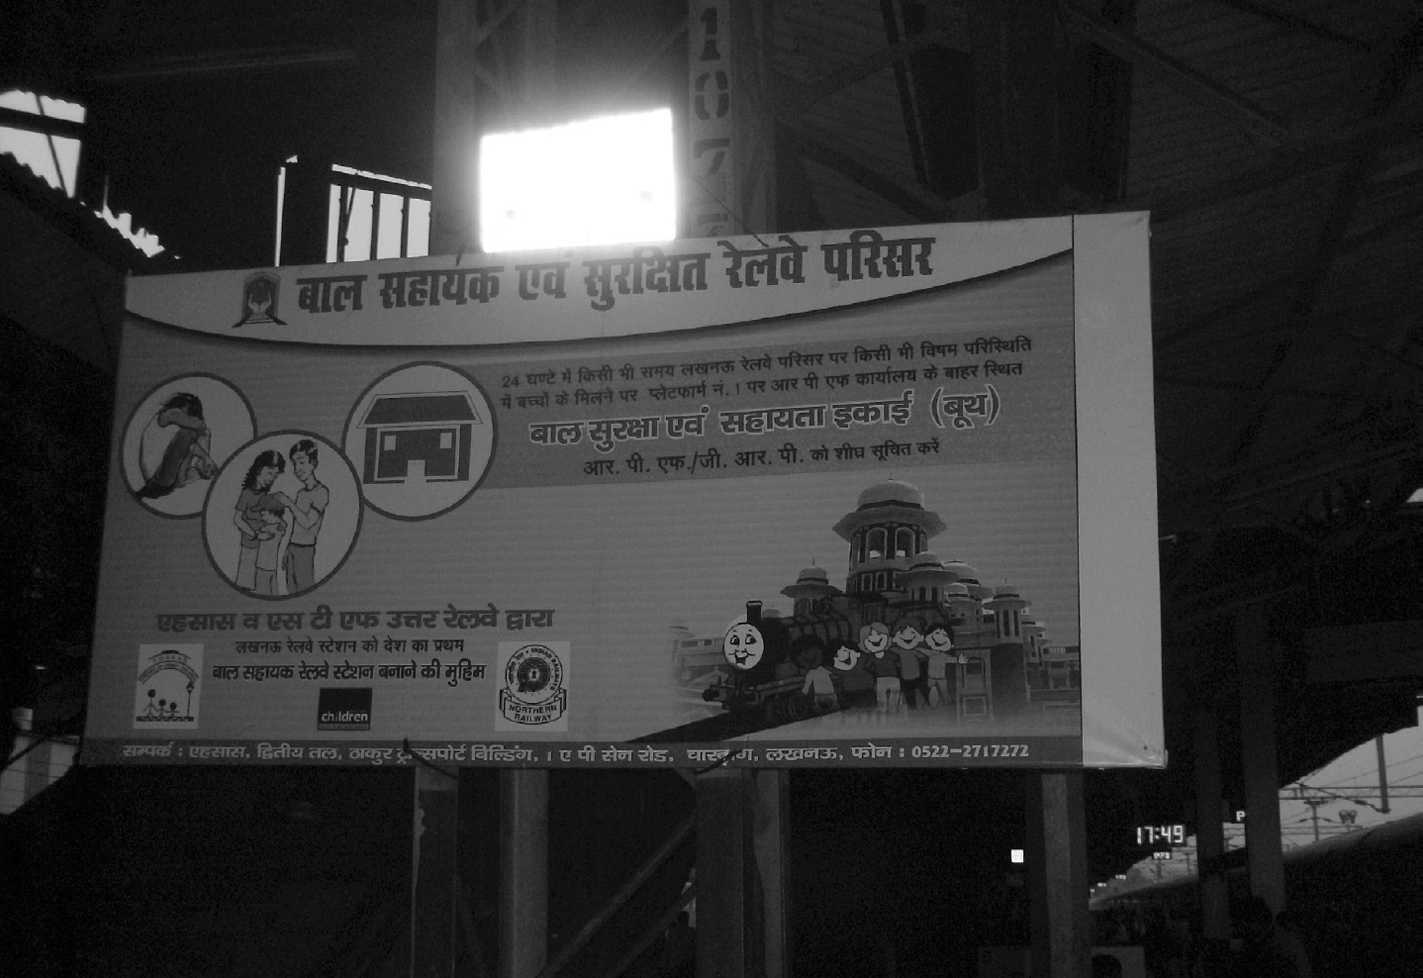 107
बाल सहायक एवं सुरक्षित रेलवे परिसर
24 घण्टे में किसी भी समय लखनऊ रेलवे परिसर पर किसी भी विषम परिस्थिति
में बच्चों के मिलने पर प्लेटफार्म नं. 1 पर आर पी एफ कार्यालय के बाहर स्थित
बाल सुरक्षा एवं सहायता इकाई (बूथ)
आर. पी. एफ./जी. आर. पी. को शीघ्र सूचित करें
एहसास व एस टी एफ उत्तर रेलवे द्वारा
लखनऊ रेलवे स्टेशन को देश का प्रथम
बाल सहायक रेलवे स्टेशन बनाने की मुहिम
children
NORTHERN
RAILWAY
सम्पर्क : एहसास, द्वितीय तल, ठाकुर ट्रान्सपोर्ट बिल्डिंग, 1 ए पी सेन रोड, चारबाग, लखनऊ, फोन : 0522-2717272
17:49